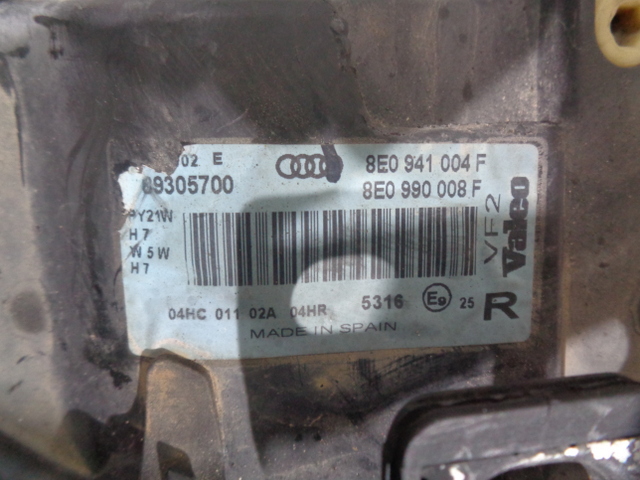 02 E
8E0 941 004 F
89305700
8E0 990 008 F
PY21W
H7
W5W
H7
VF2
Valeo
04HC 011 02A 04HR 5316 E9 25 R
MADE IN SPAIN